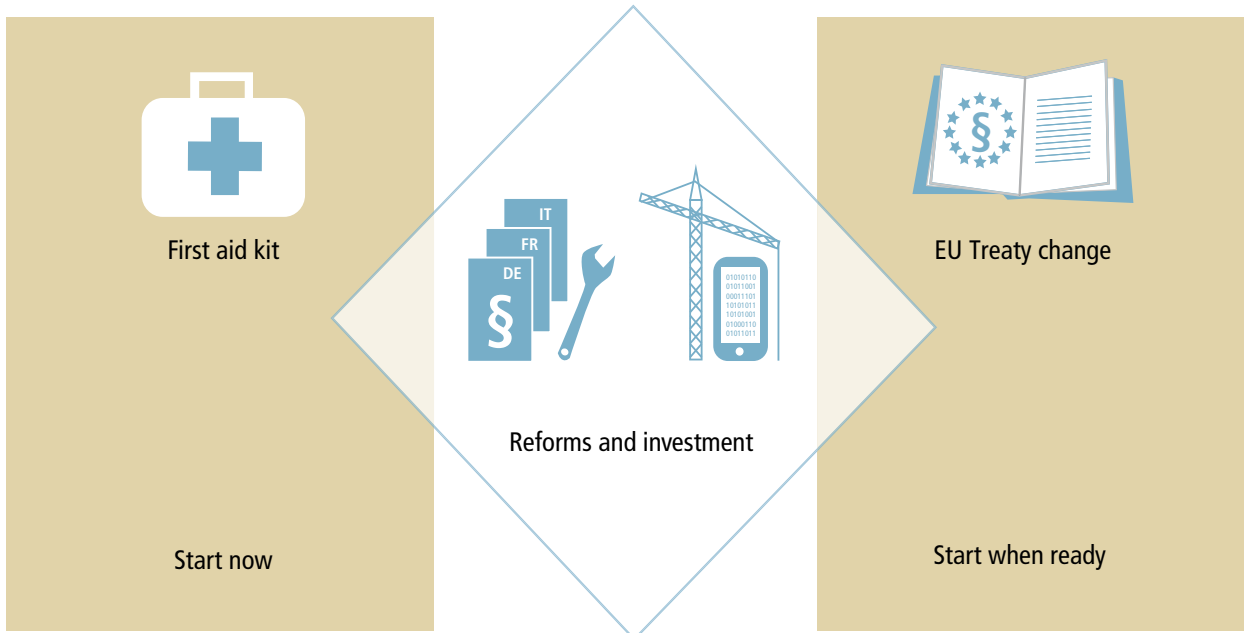 First aid kit
Start now
IT
FR
DE
§
01010110
01011001
00011101
10101011
10101001
01000110
01011011
Reforms and investment
§
EU Treaty change
Start when ready